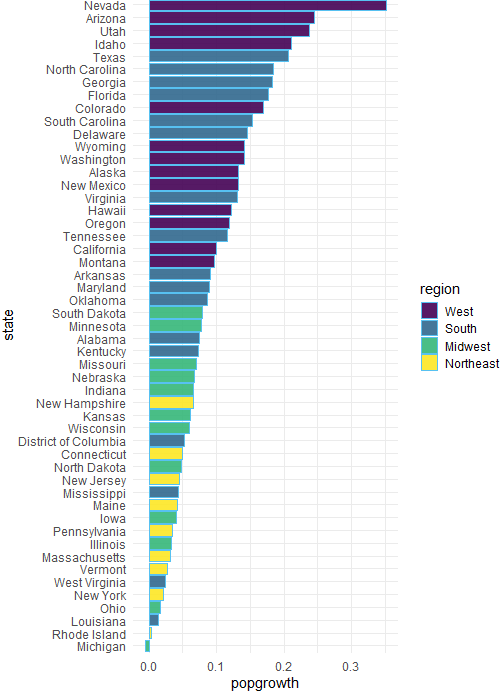 Nevada
Arizona
Utah
Idaho
Texas
North Carolina
Georgia
Florida
Colorado
South Carolina
Delaware
Wyoming
Washington
Alaska
New Mexico
Virginia
Hawaii
Oregon
Tennessee
California
Montana
Arkansas
Maryland
Oklahoma
South Dakota
Minnesota
Alabama
Kentucky
Missouri
Nebraska
Indiana
New Hampshire
Kansas
Wisconsin
District of Columbia
Connecticut
North Dakota
New Jersey
Mississippi
Maine
Iowa
Pennsylvania
Illinois
Massachusetts
Vermont
West Virginia
New York
Ohio
Louisiana
Rhode Island
Michigan
state
0.0 0.1 0.2 0.3
popgrowth
region
West
South
Midwest
Northeast